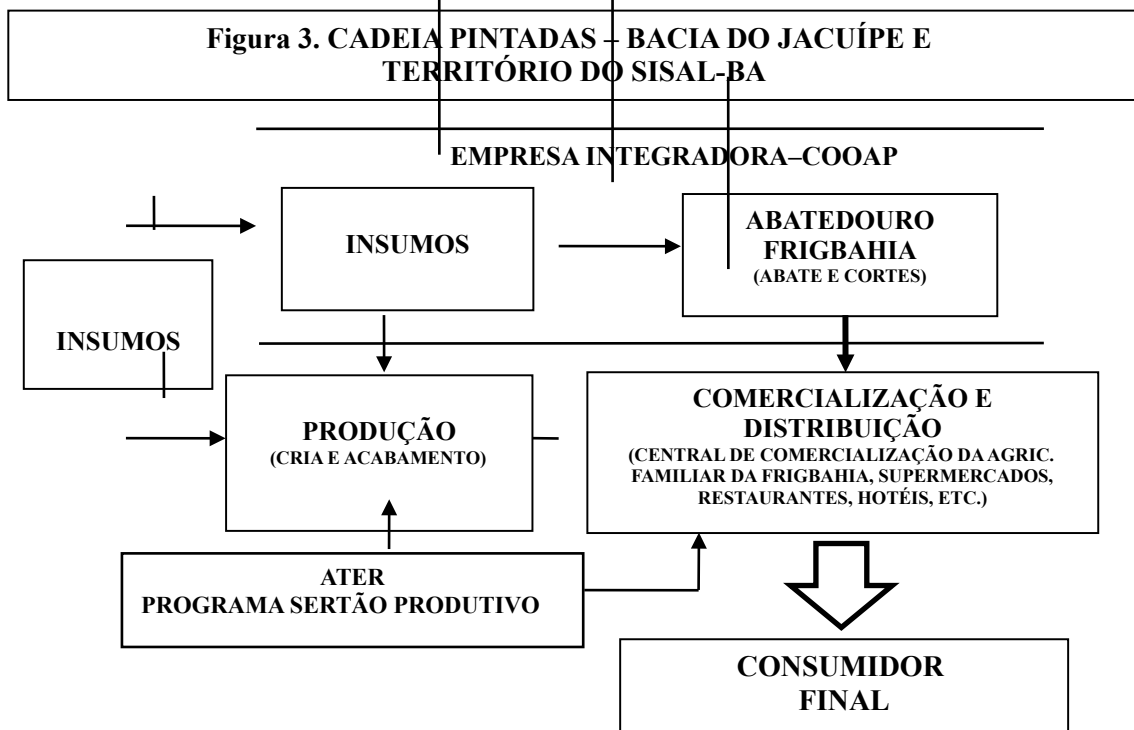 Figura 3. CADEIA PINTADAS – BACIA DO JACUÍPE E
TERRITÓRIO DO SISAL-BA
EMPRESA INTEGRADORA–COOAP
INSUMOS
ABATEDOURO
FRIGBAHIA
(ABATE E CORTES)
INSUMOS
PRODUÇÃO
(CRIA E ACABAMENTO)
COMERCIALIZAÇÃO E
DISTRIBUIÇÃO
(CENTRAL DE COMERCIALIZAÇÃO DA AGRIC.
FAMILIAR DA FRIGBAHIA, SUPERMERCADOS,
RESTAURANTES, HOTÉIS, ETC.)
ATER
PROGRAMA SERTÃO PRODUTIVO
CONSUMIDOR
FINAL